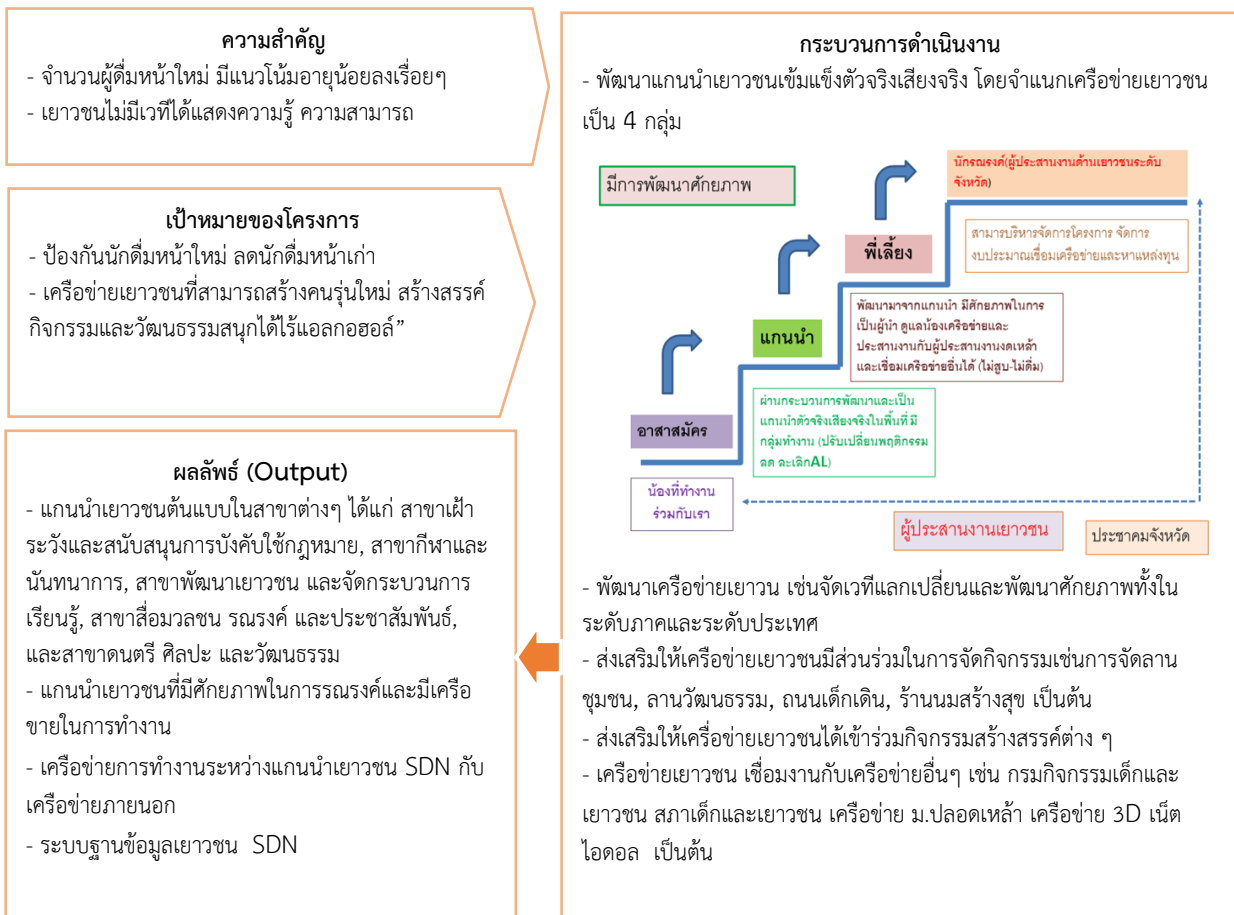 ความสำคัญ
- จำนวนผู้ดื่มหน้าใหม่ มีแนวโน้มอายุน้อยลงเรื่อยๆ
- เยาวชนไม่มีเวทีได้แสดงความรู้ ความสามารถ
เป้าหมายของโครงการ
- ป้องกันนักดื่มหน้าใหม่ ลดนักดื่มหน้าเก่า
- เครือข่ายเยาวชนที่สามารถสร้างคนรุ่นใหม่ สร้างสรรค์
กิจกรรมและวัฒนธรรมสนุกได้ไร้แอลกอฮอล์”
ผลลัพธ์ (Output)
- แกนนำเยาวชนต้นแบบในสาขาต่างๆ ได้แก่ สาขาเฝ้า
ระวังและสนับสนุนการบังคับใช้กฎหมาย, สาขากีฬาและ
นันทนาการ, สาขาพัฒนาเยาวชน และจัดกระบวนการ
เรียนรู้, สาขาสื่อมวลชน รณรงค์ และประชาสัมพันธ์,
และสาขาดนตรี ศิลปะ และวัฒนธรรม
- แกนนำเยาวชนที่มีศักยภาพในการรณรงค์และมีเครือ
ขายในการทำงาน
- เครือข่ายการทำงานระหว่างแกนนำเยาวชน SDN กับ
เครือข่ายภายนอก
- ระบบฐานข้อมูลเยาวชน SDN
กระบวนการดำเนินงาน
- พัฒนาแกนนำเยาวชนเข้มแข็งตัวจริงเสียงจริง โดยจำแนกเครือข่ายเยาวชน
เป็น 4 กลุ่ม
มีการพัฒนาศักยภาพ
นักรณรงค์(ผู้ประสานงานด้านเยาวชนระดับ
จังหวัด)
สามารบริหารจัดการโครงการ จัดการ
งบประมาณเชื่อมเครือข่ายและหาแหล่งทุน
พี่เลี้ยง
พัฒนามาจากแกนนำ มีศักยภาพในการ
เป็นผู้นำ ดูแลน้องเครือข่ายและ
ประสานงานกับผู้ประสานงานงดเหล้า
และเชื่อมเครือข่ายอื่นได้ (ไม่สูบ-ไม่ดื่ม)
แกนนำ
ผ่านกระบวนการพัฒนาและเป็น
แกนนำตัวจริงเสียงจริงในพื้นที่ มี
กลุ่มทำงาน (ปรับเปลี่ยนพฤติกรรม
ลด ละเลิกAL)
อาสาสมัคร
น้องที่ทำงาน
ร่วมกับเรา
ผู้ประสานงานเยาวชน
ประชาคมจังหวัด
- พัฒนาเครือข่ายเยาวน เช่นจัดเวทีแลกเปลี่ยนและพัฒนาศักยภาพทั้งใน
ระดับภาคและระดับประเทศ
- ส่งเสริมให้เครือข่ายเยาวชนมีส่วนร่วมในการจัดกิจกรรมเช่นการจัดลาน
ชุมชน, ลานวัฒนธรรม, ถนนเด็กเดิน, ร้านนมสร้างสุข เป็นต้น
- ส่งเสริมให้เครื่อข่ายเยาวชนได้เข้าร่วมกิจกรรมสร้างสรรค์ต่าง ๆ
- เครือข่ายเยาวชน เชื่อมงานกับเครือข่ายอื่นๆ เช่น กรมกิจกรรมเด็กและ
เยาวชน สภาเด็กและเยาวชน เครือข่าย ม.ปลอดเหล้า เครือข่าย 3D เน็ต
ไอดอล เป็นต้น